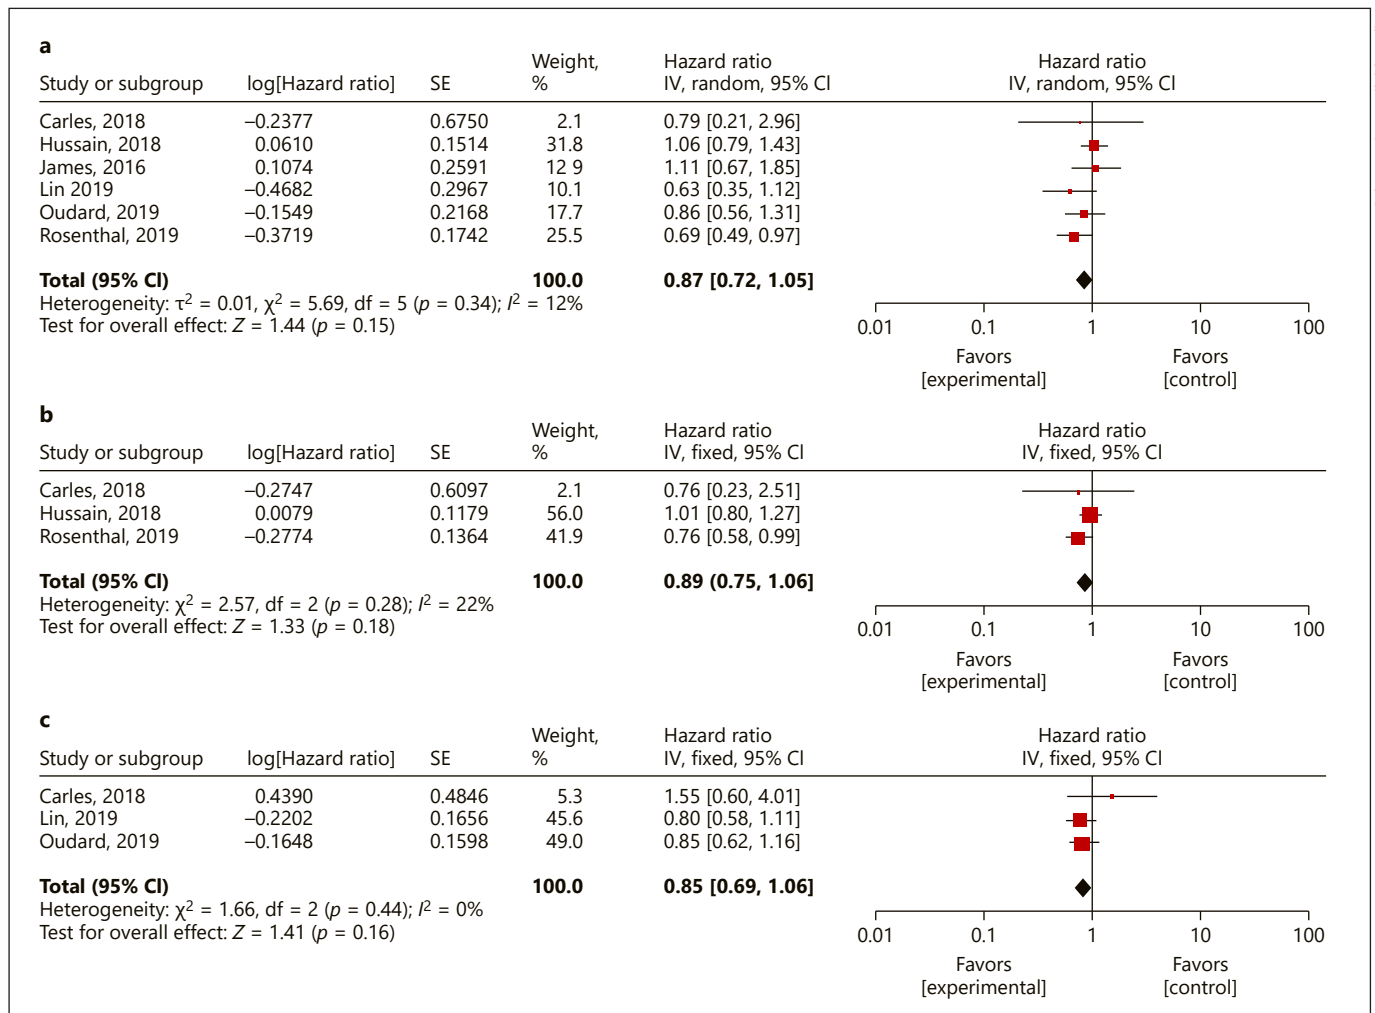 a
Study or subgroup log[Hazard ratio] SE Weight, % Hazard ratio IV, random, 95% CI Hazard ratio IV, random, 95% CI
Carles, 2018 –0.2377 0.6750 2.1 0.79 [0.21, 2.96]
Hussain, 2018 0.0610 0.1514 31.8 1.06 [0.79, 1.43]
James, 2016 0.1074 0.2591 12 9 1.11 [0.67, 1.85]
Lin 2019 –0.4682 0.2967 10.1 0.63 [0.35, 1.12]
Oudard, 2019 –0.1549 0.2168 17.7 0.86 [0.56, 1.31]
Rosenthal, 2019 –0.3719 0.1742 25.5 0.69 [0.49, 0.97]
Total (95% CI) 100.0 0.87 [0.72, 1.05]
Heterogeneity: τ² = 0.01, χ² = 5.69, df = 5 (p = 0.34); I² = 12%
Test for overall effect: Z = 1.44 (p = 0.15)
0.01 0.1 1 10 100
Favors [experimental] Favors [control]
b
Study or subgroup log[Hazard ratio] SE Weight, % Hazard ratio IV, fixed, 95% CI Hazard ratio IV, fixed, 95% CI
Carles, 2018 –0.2747 0.6097 2.1 0.76 [0.23, 2.51]
Hussain, 2018 0.0079 0.1179 56.0 1.01 [0.80, 1.27]
Rosenthal, 2019 –0.2774 0.1364 41.9 0.76 [0.58, 0.99]
Total (95% CI) 100.0 0.89 (0.75, 1.06]
Heterogeneity: χ² = 2.57, df = 2 (p = 0.28); I² = 22%
Test for overall effect: Z = 1.33 (p = 0.18)
0.01 0.1 1 10 100
Favors [experimental] Favors [control]
c
Study or subgroup log[Hazard ratio] SE Weight, % Hazard ratio IV, fixed, 95% CI Hazard ratio IV, fixed, 95% CI
Carles, 2018 0.4390 0.4846 5.3 1.55 [0.60, 4.01]
Lin, 2019 –0.2202 0.1656 45.6 0.80 [0.58, 1.11]
Oudard, 2019 –0.1648 0.1598 49.0 0.85 [0.62, 1.16]
Total (95% CI) 100.0 0.85 [0.69, 1.06]
Heterogeneity: χ² = 1.66, df = 2 (p = 0.44); I² = 0%
Test for overall effect: Z = 1.41 (p = 0.16)
0.01 0.1 1 10 100
Favors [experimental] Favors [control]